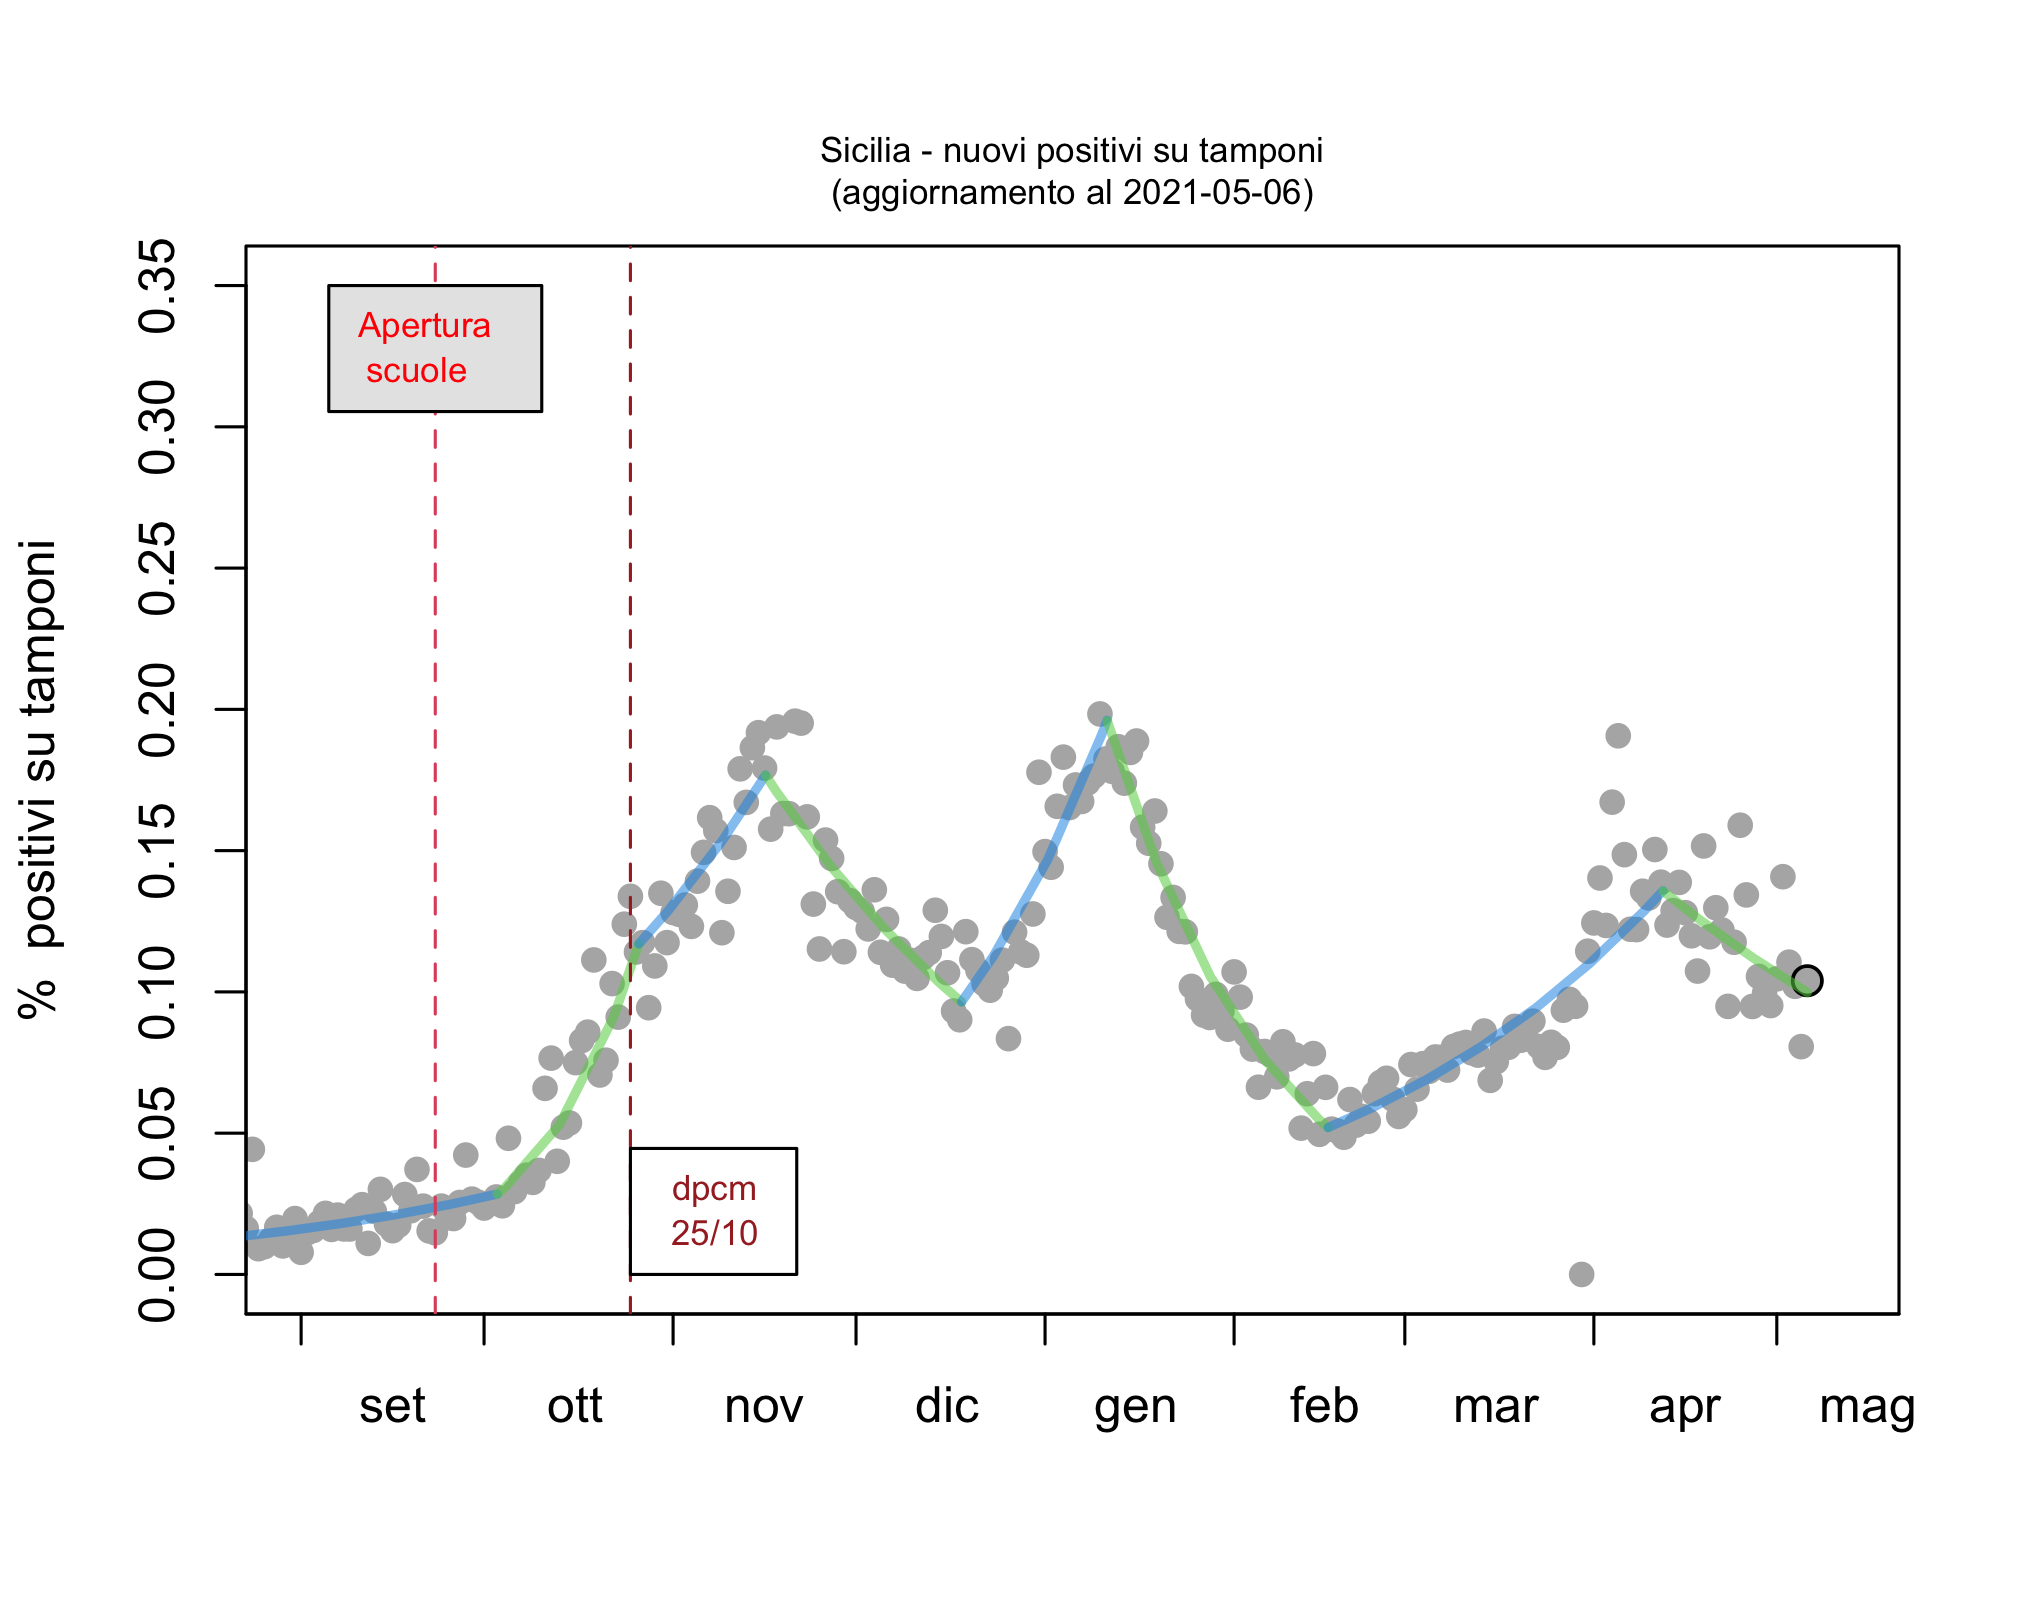 Sicilia - nuovi positivi su tamponi
(aggiornamento al 2021-05-06)
% positivi su tamponi
0.35
0.30
0.25
0.20
0.15
0.10
0.05
0.00
Apertura
scuole
dpcm
25/10
set ott nov dic gen feb mar apr mag